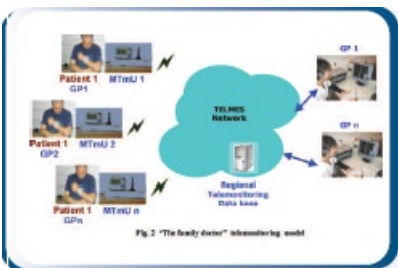 Patient 1 MTmU 1
GP1
Patient 1 MTmU 2
GP2
Patient 1 MTmU n
GPn
TELMES
Network
Regional
Telemonitoring
Data base
GP 1
GP n
Fig. 2 "The family doctor" telemonitoring model